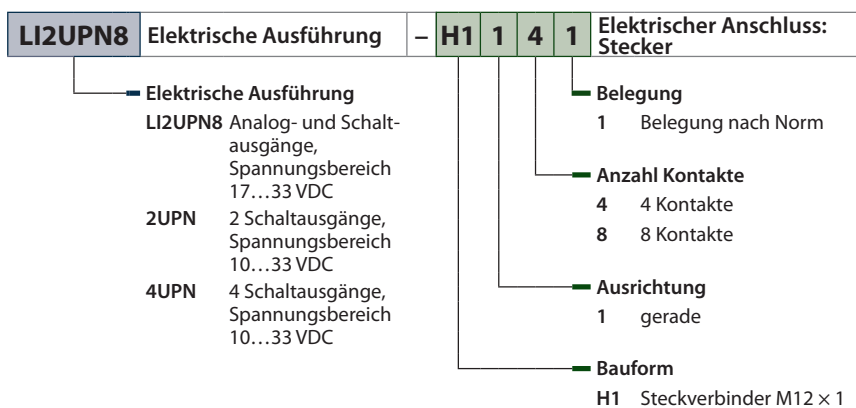 LI2UPN8 Elektrische Ausführung – H1 1 4 1 Elektrischer Anschluss:
Stecker
Elektrische Ausführung
LI2UPN8 Analog- und Schalt-
ausgänge,
Spannungsbereich
17…33 VDC
2UPN 2 Schaltausgänge,
Spannungsbereich
10…33 VDC
4UPN 4 Schaltausgänge,
Spannungsbereich
10…33 VDC
Belegung
1 Belegung nach Norm
Anzahl Kontakte
4 4 Kontakte
8 8 Kontakte
Ausrichtung
1 gerade
Bauform
H1 Steckverbinder M12 × 1